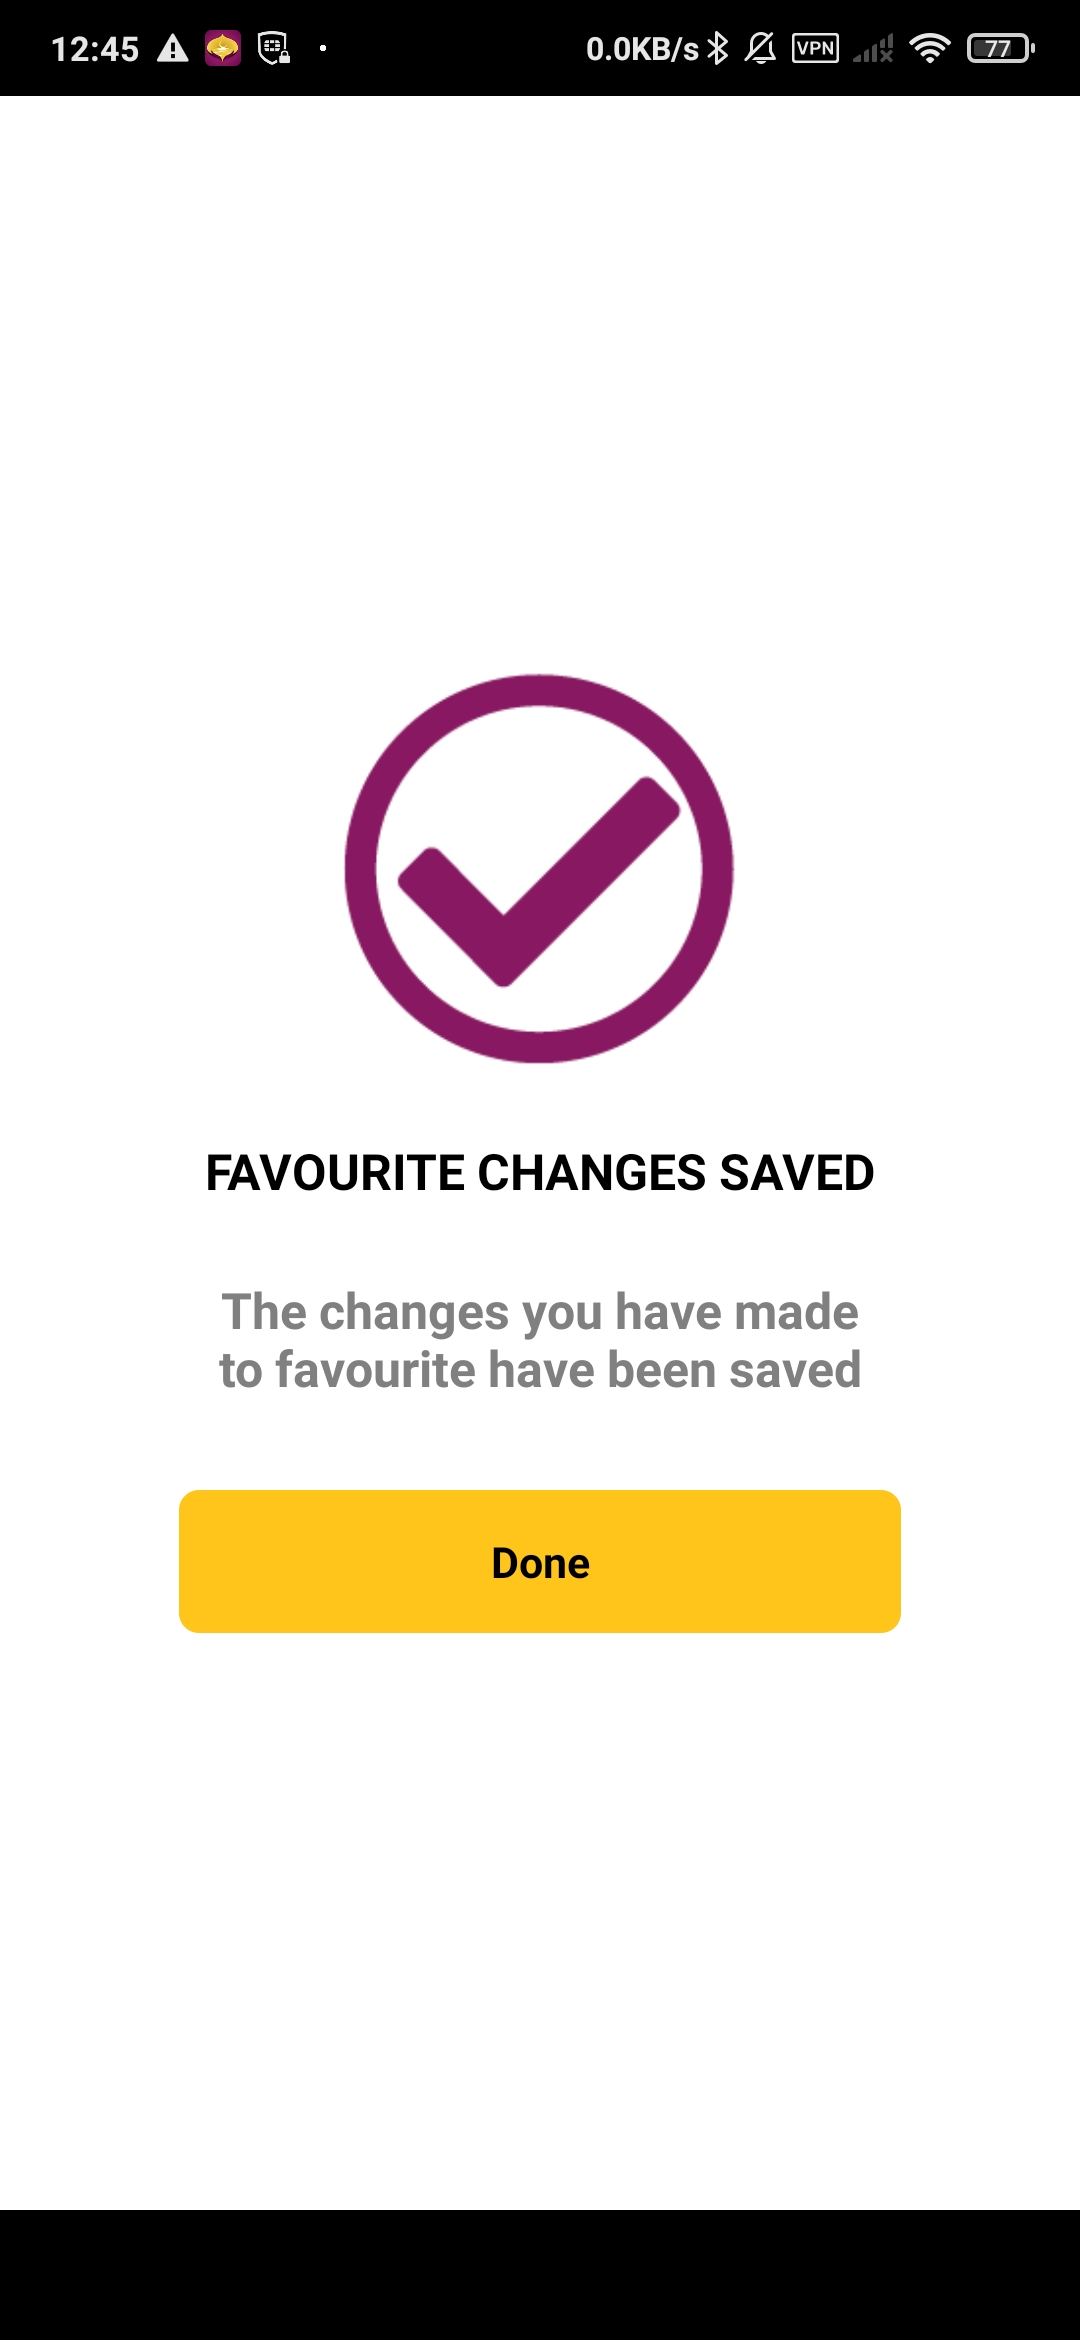 12:45 0.0KB/s VPN 77
FAVOURITE CHANGES SAVED
The changes you have made
to favourite have been saved
Done